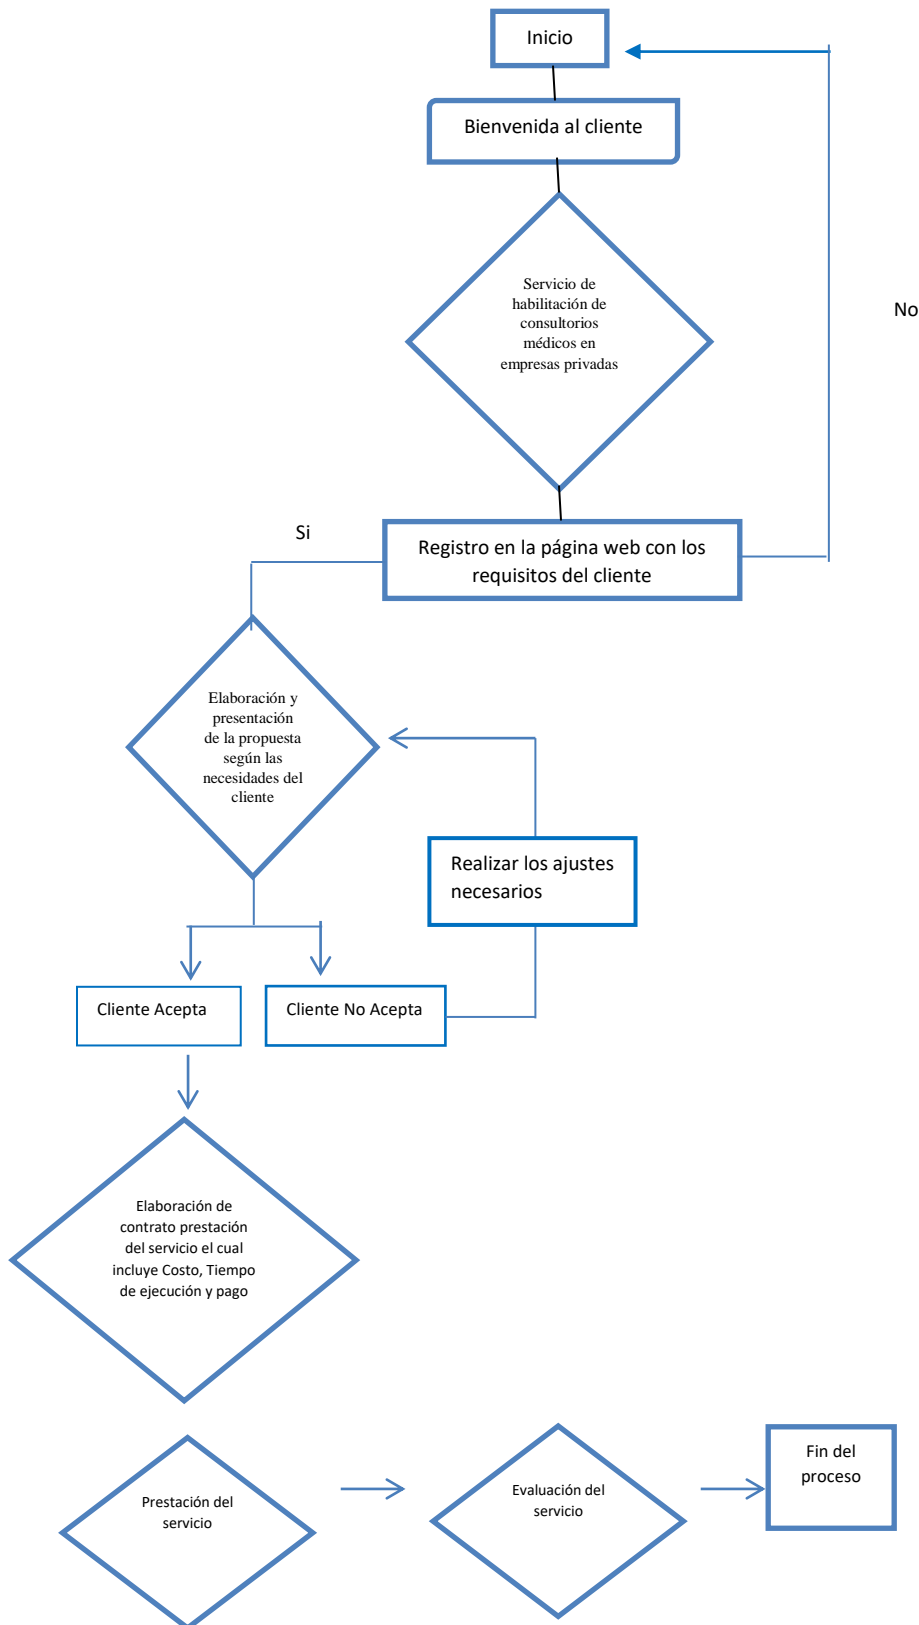 Inicio
Bienvenida al cliente
Servicio de
habilitación de
consultorios
médicos en
empresas privadas
No
Si
Registro en la página web con los
requisitos del cliente
Elaboración y
presentación
de la propuesta
según las
necesidades del
cliente
Realizar los ajustes
necesarios
Cliente Acepta
Cliente No Acepta
Elaboración de
contrato prestación
del servicio el cual
incluye Costo, Tiempo
de ejecución y pago
Prestación del
servicio
Evaluación del
servicio
Fin del
proceso